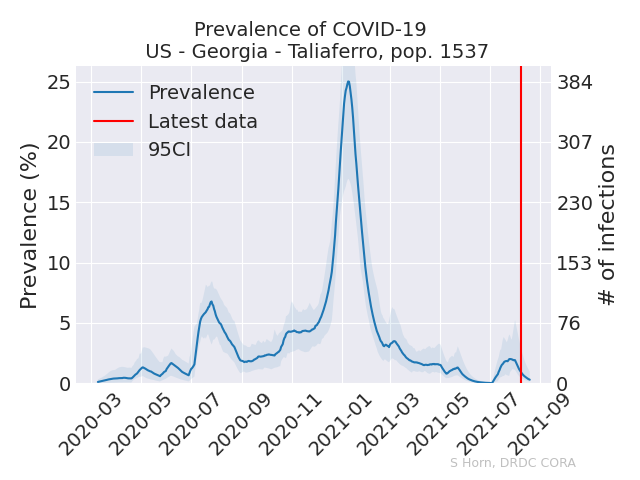 Prevalence of COVID-19
US - Georgia - Taliaferro, pop. 1537
Prevalence
Latest data
95CI
Prevalence (%)
25
20
15
10
5
0
# of infections
384
307
230
153
76
0
2020-03
2020-05
2020-07
2020-09
2020-11
2021-01
2021-03
2021-05
2021-07
2021-09
S Horn, DRDC CORA